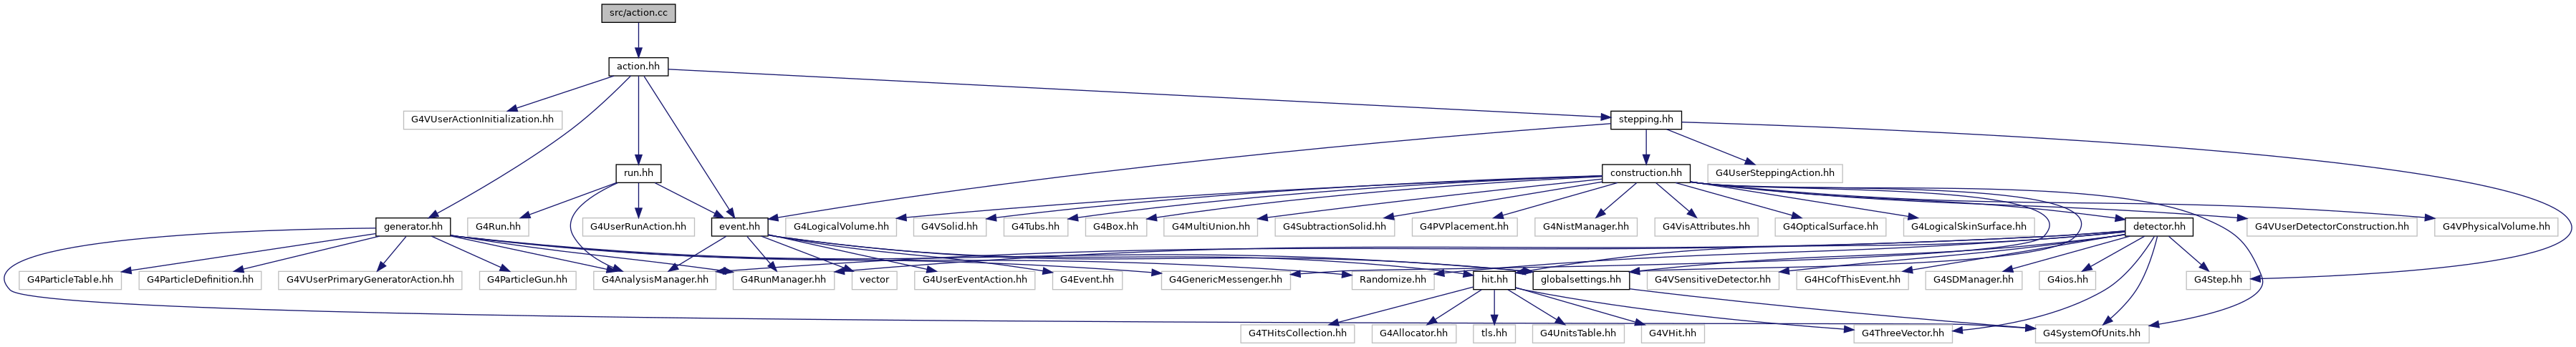 src/action.cc
action.hh
G4VUserActionInitialization.hh
stepping.hh
run.hh
construction.hh
G4UserSteppingAction.hh
generator.hh
G4Run.hh
G4UserRunAction.hh
event.hh
G4LogicalVolume.hh
G4VSolid.hh
G4Tubs.hh
G4Box.hh
G4MultiUnion.hh
G4SubtractionSolid.hh
G4PVPlacement.hh
G4NistManager.hh
G4VisAttributes.hh
G4OpticalSurface.hh
G4LogicalSkinSurface.hh
detector.hh
G4VUserDetectorConstruction.hh
G4VPhysicalVolume.hh
G4ParticleTable.hh
G4ParticleDefinition.hh
G4VUserPrimaryGeneratorAction.hh
G4ParticleGun.hh
G4AnalysisManager.hh
G4RunManager.hh
vector
G4UserEventAction.hh
G4Event.hh
G4GenericMessenger.hh
Randomize.hh
hit.hh
globalsettings.hh
G4VSensitiveDetector.hh
G4HCofThisEvent.hh
G4SDManager.hh
G4ios.hh
G4Step.hh
G4THitsCollection.hh
G4Allocator.hh
tls.hh
G4UnitsTable.hh
G4VHit.hh
G4ThreeVector.hh
G4SystemOfUnits.hh